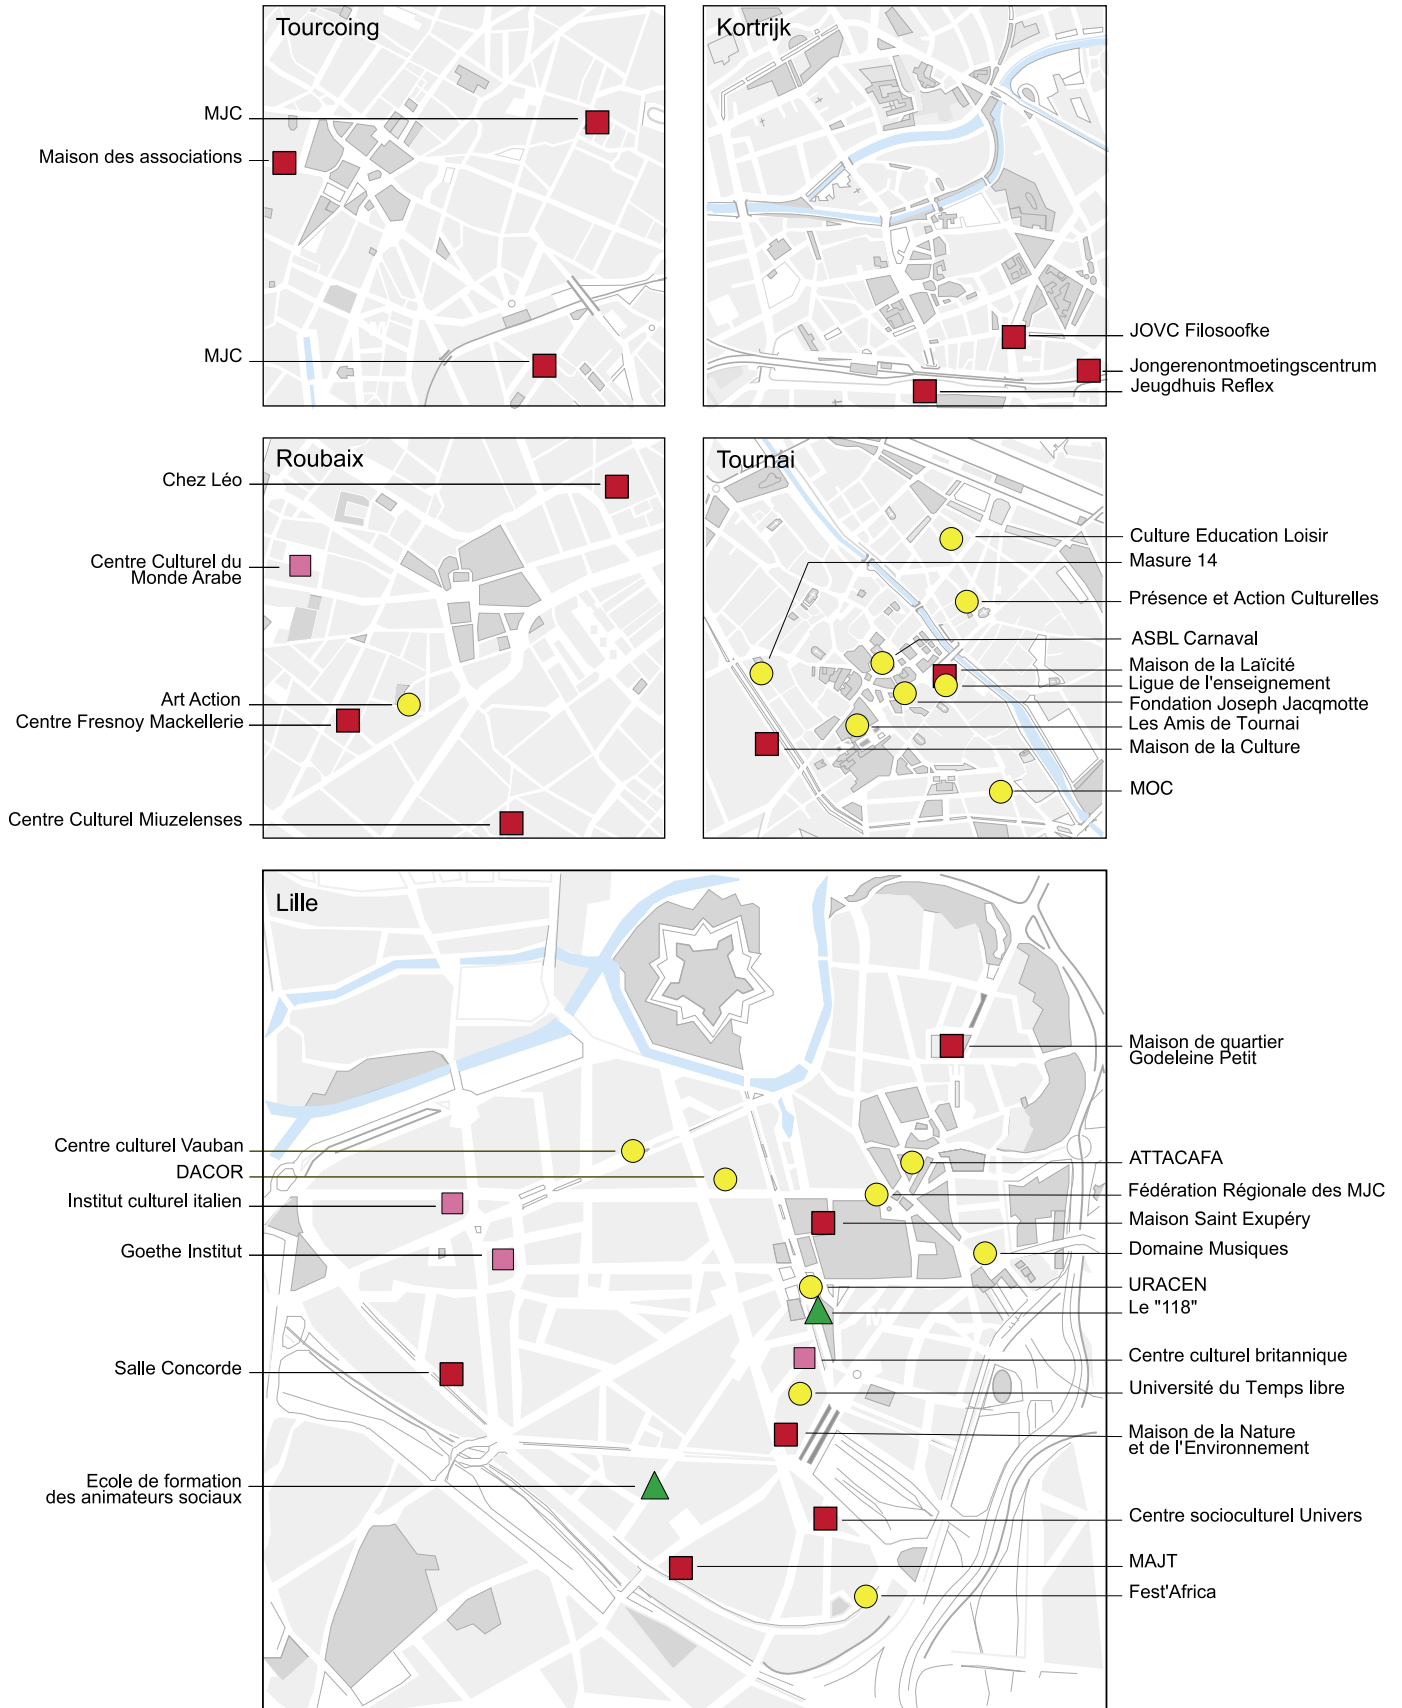 Tourcoing
MJC
Maison des associations
MJC
Kortrijk
JOVC Filosoofke
Jongerenontmoetingscentrum
Jeugdhuis Reflex
Roubaix
Chez Léo
Centre Culturel du
Monde Arabe
Art Action
Centre Fresnoy Mackellerie
Centre Culturel Miuzelenses
Tournai
Culture Education Loisir
Masure 14
Présence et Action Culturelles
ASBL Carnaval
Maison de la Laïcité
Ligue de l'enseignement
Fondation Joseph Jacqmotte
Les Amis de Tournai
Maison de la Culture
MOC
Lille
Centre culturel Vauban
DACOR
Institut culturel italien
Goethe Institut
Salle Concorde
Ecole de formation
des animateurs sociaux
Maison de quartier
Godeleine Petit
ATTACAFA
Fédération Régionale des MJC
Maison Saint Exupéry
Domaine Musiques
URACEN
Le "118"
Centre culturel britannique
Université du Temps libre
Maison de la Nature
et de l'Environnement
Centre socioculturel Univers
MAJT
Fest'Africa